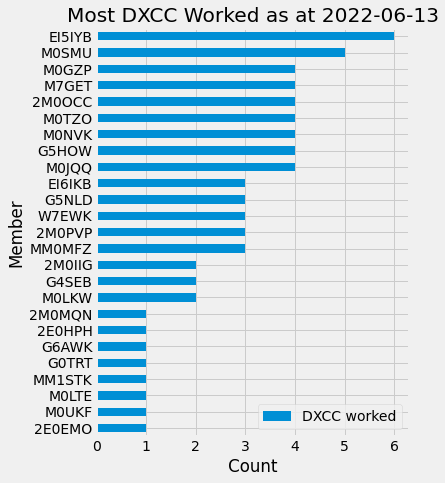 Most DXCC Worked as at 2022-06-13
EI5IYB
M0SMU
M0GZP
M7GET
2M0OCC
M0TZO
M0NVK
G5HOW
M0JQQ
EI6IKB
G5NLD
W7EWK
2M0PVP
MM0MFZ
2M0IIG
G4SEB
M0LKW
2M0MQN
2E0HPH
G6AWK
G0TRT
MM1STK
M0LTE
M0UKF
2E0EMO
Member
DXCC worked
0 1 2 3 4 5 6
Count